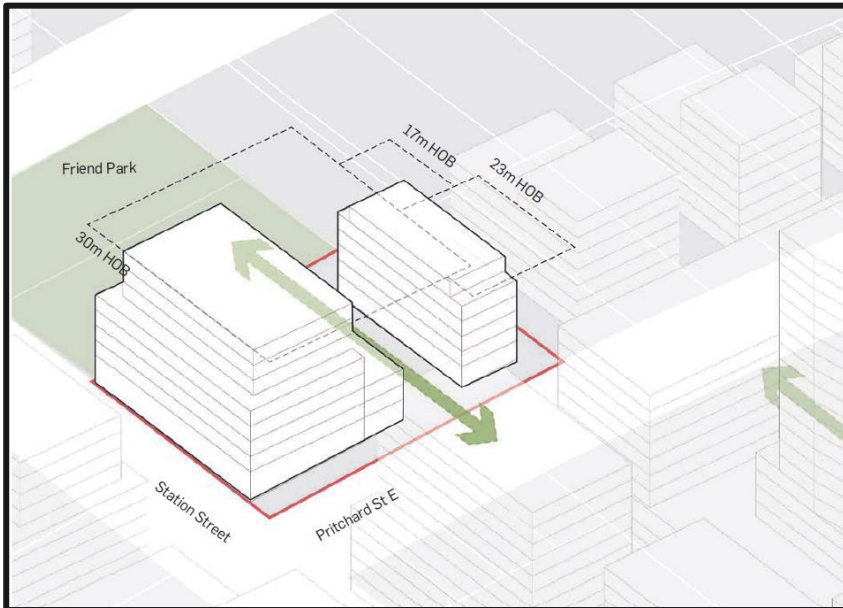 17m HOB
23m HOB
Friend Park
30m HOB
Station Street
Pritchard St E